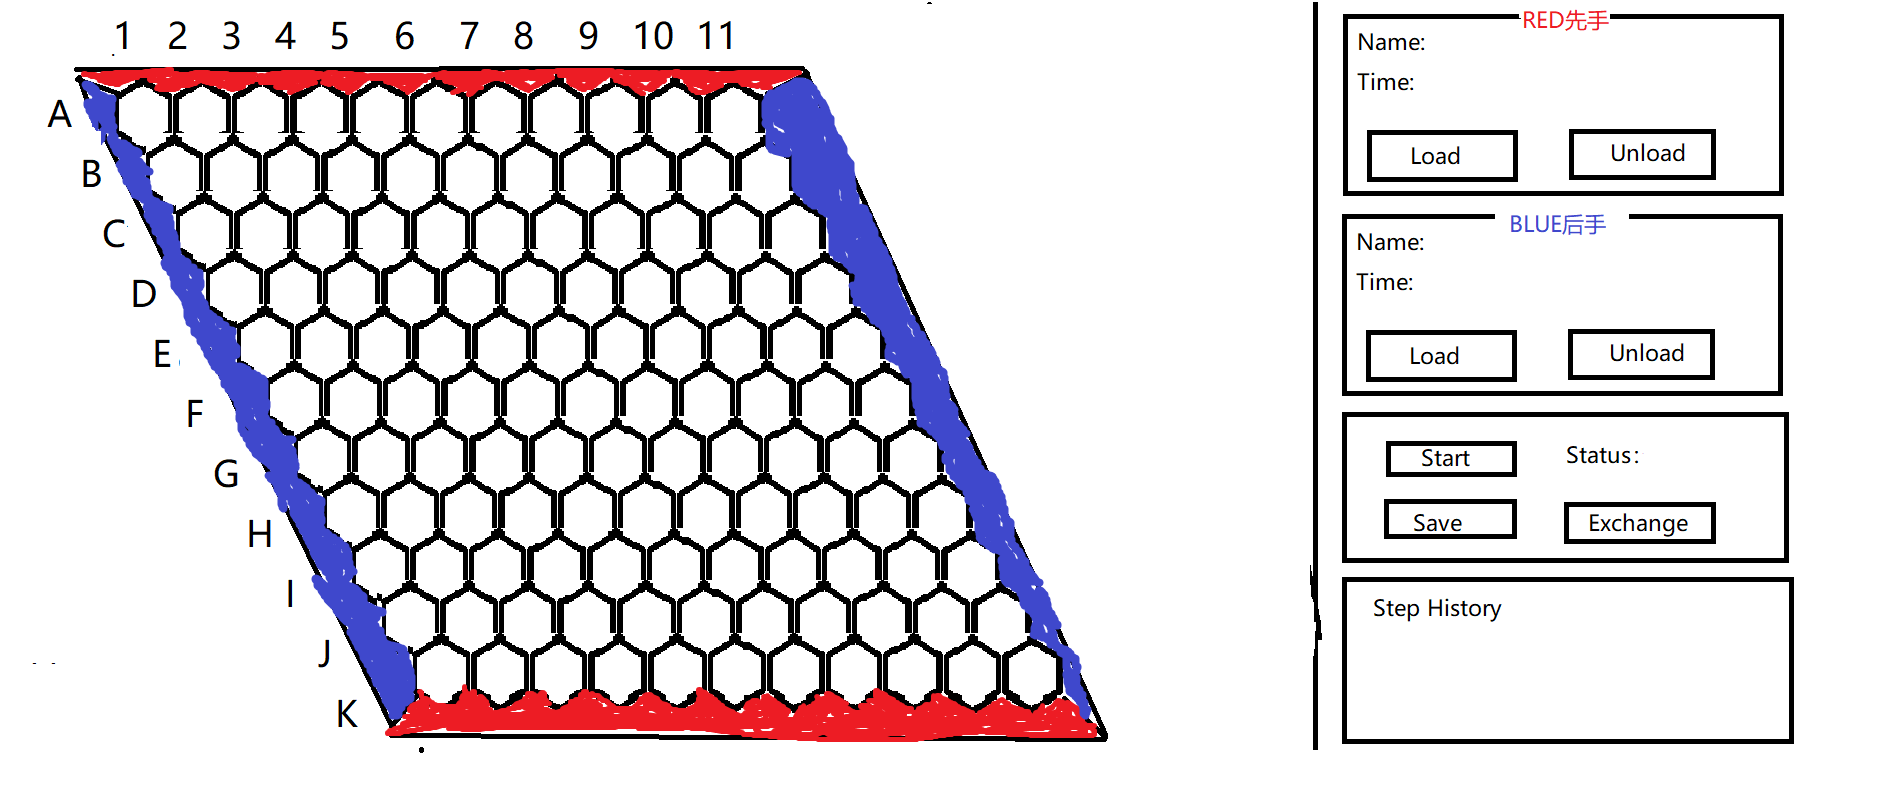 1 2 3 4 5 6 7 8 9 10 11
A
B
C
D
E
F
G
H
I
J
K
RED先手
Name:
Time:
Load Unload
BLUE后手
Name:
Time:
Load Unload
Start Status:
Save Exchange
Step History